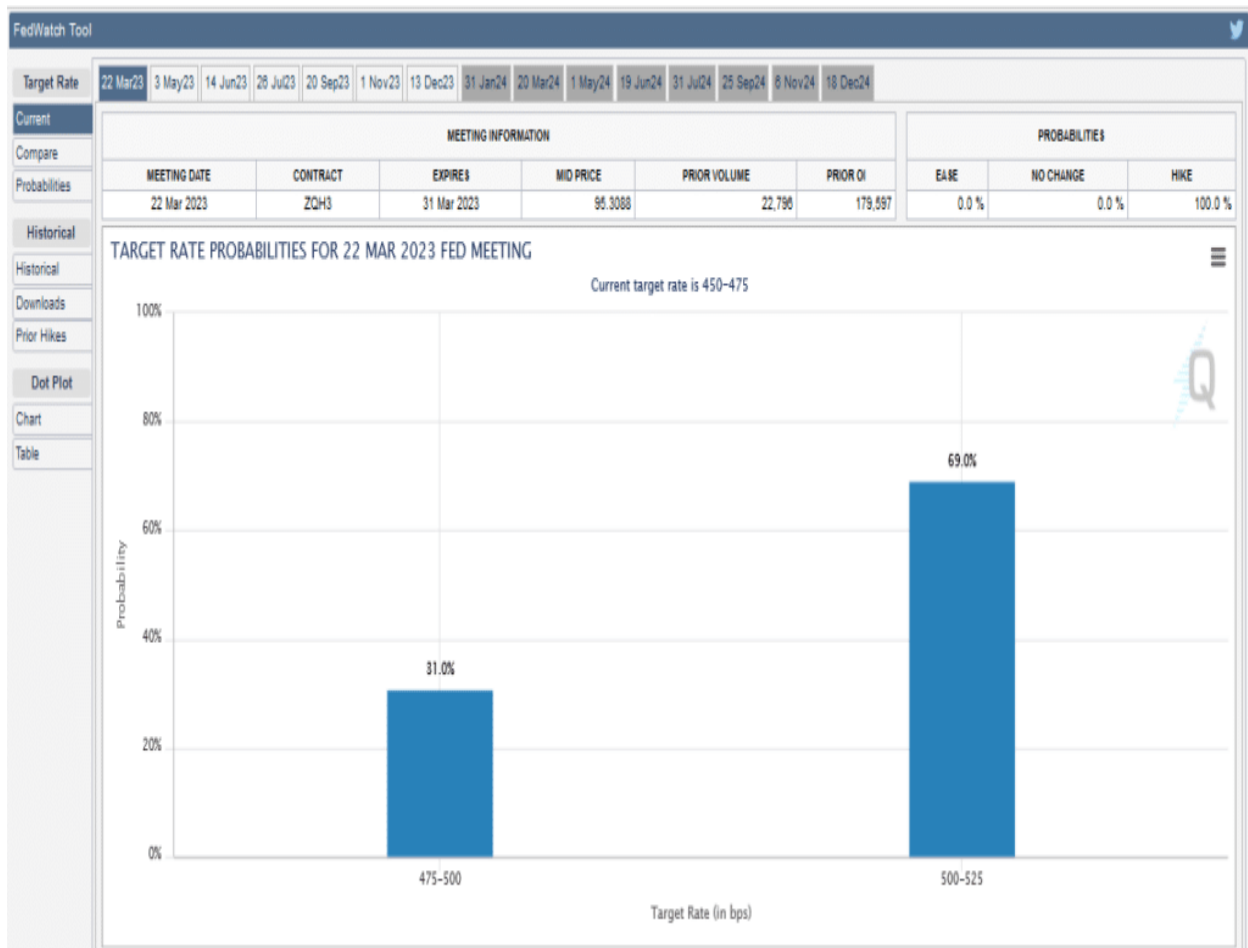 FedWatch Tool
Target Rate
Current
Compare
Probabilities
Historical
Historical
Downloads
Prior Hikes
Dot Plot
Chart
Table
22 Mar23 3 May23 14 Jun23 26 Jul23 20 Sep23 1 Nov23 13 Dec23 31 Jan24 20 Mar24 1 May24 19 Jun24 31 Jul24 25 Sep24 6 Nov24 18 Dec24
MEETING INFORMATION
MEETING DATE CONTRACT EXPIRES MID PRICE PRIOR VOLUME PRIOR OI
22 Mar 2023 ZQH3 31 Mar 2023 95.3088 22,796 179,597
PROBABILITIES
EASE NO CHANGE HIKE
0.0 % 0.0 % 100.0 %
TARGET RATE PROBABILITIES FOR 22 MAR 2023 FED MEETING
Current target rate is 450-475
Probability
100%
80%
60%
40%
20%
0%
31.0%
69.0%
475-500 500-525
Target Rate (in bps)
Q